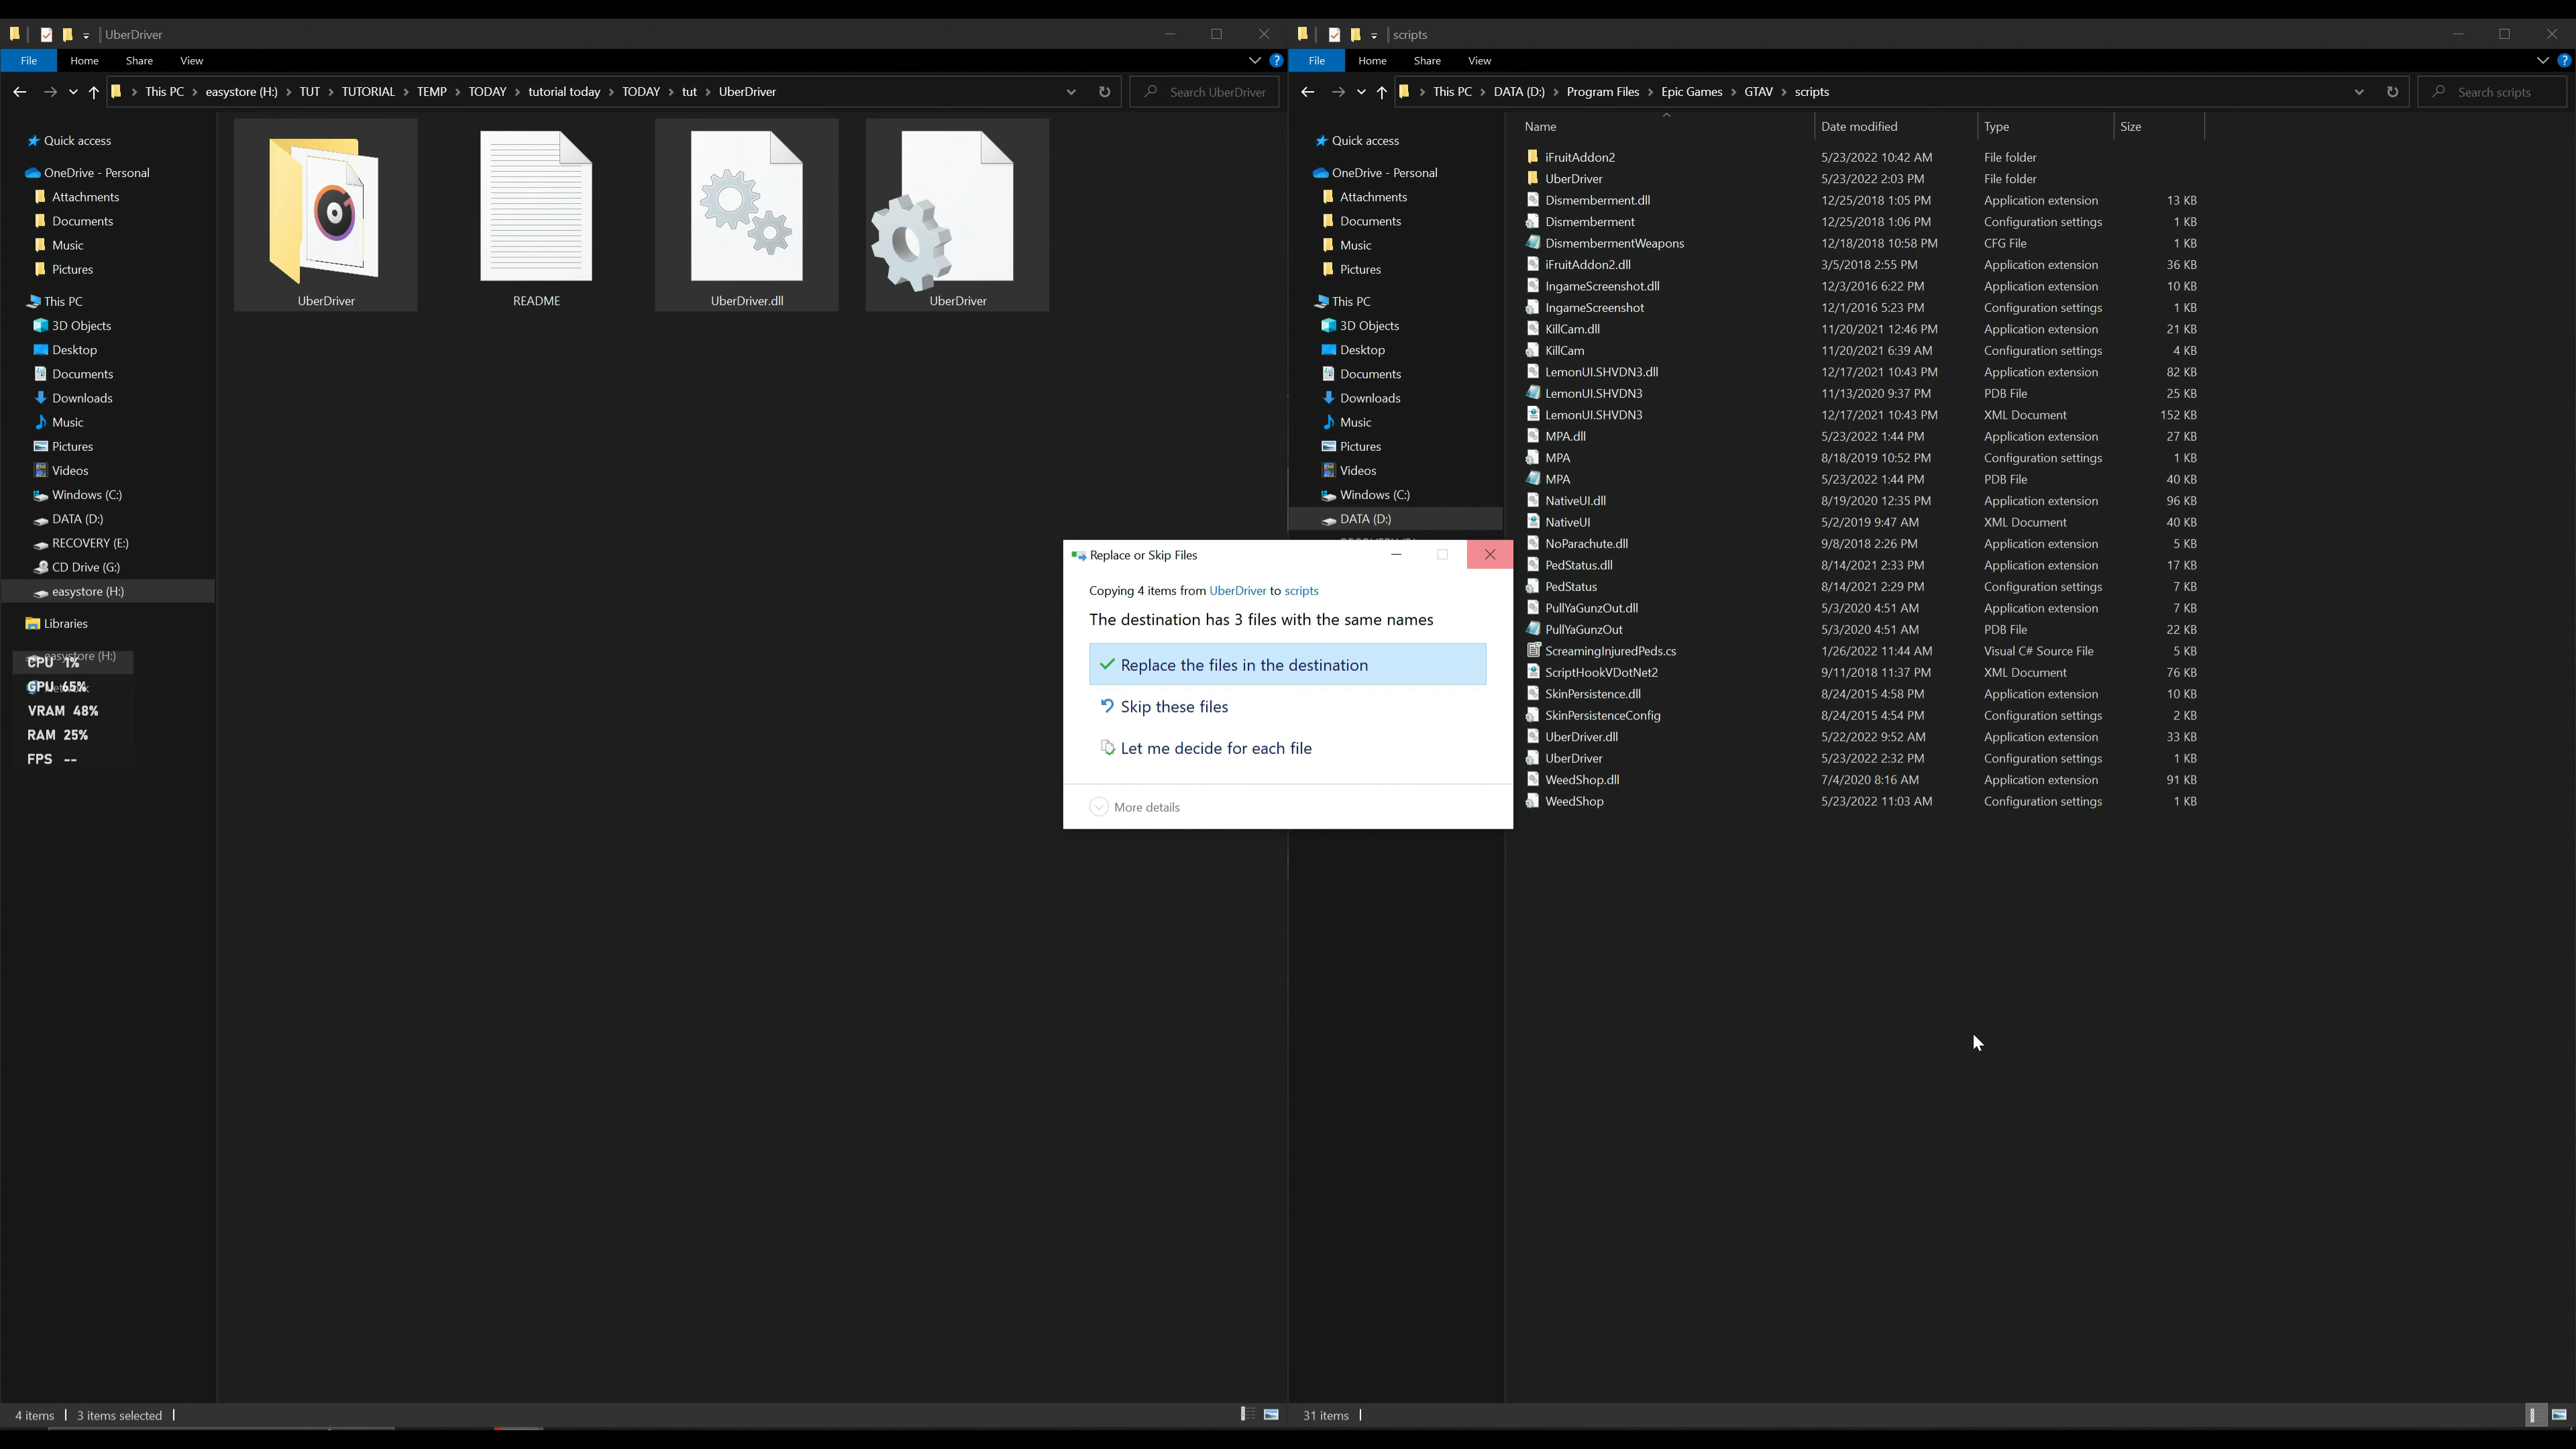 UberDriver
File Home Share View
This PC easystore (H:) TUT TUTORIAL TEMP TODAY tutorial today TODAY tut UberDriver
Search UberDriver
Quick access
OneDrive - Personal
Attachments
Documents
Music
Pictures
This PC
3D Objects
Desktop
Documents
Downloads
Music
Pictures
Videos
Windows (C:)
DATA (D:)
RECOVERY (E:)
CD Drive (G:)
easystore (H:)
Libraries
easystore (H:)
CPU 1%
GPU 65%
VRAM 48%
RAM 25%
FPS --
UberDriver
README
UberDriver.dll
UberDriver
4 items 3 items selected
scripts
File Home Share View
This PC DATA (D:) Program Files Epic Games GTAV scripts
Search scripts
Quick access
OneDrive - Personal
Attachments
Documents
Music
Pictures
This PC
3D Objects
Desktop
Documents
Downloads
Music
Pictures
Videos
Windows (C:)
DATA (D:)
Name Date modified Type Size
iFruitAddon2 5/23/2022 10:42 AM File folder
UberDriver 5/23/2022 2:03 PM File folder
Dismemberment.dll 12/25/2018 1:05 PM Application extension 13 KB
Dismemberment 12/25/2018 1:06 PM Configuration settings 1 KB
DismembermentWeapons 12/18/2018 10:58 PM CFG File 1 KB
iFruitAddon2.dll 3/5/2018 2:55 PM Application extension 36 KB
IngameScreenshot.dll 12/3/2016 6:22 PM Application extension 10 KB
IngameScreenshot 12/1/2016 5:23 PM Configuration settings 1 KB
KillCam.dll 11/20/2021 12:46 PM Application extension 21 KB
KillCam 11/20/2021 6:39 AM Configuration settings 4 KB
LemonUI.SHVDN3.dll 12/17/2021 10:43 PM Application extension 82 KB
LemonUI.SHVDN3 11/13/2020 9:37 PM PDB File 25 KB
LemonUI.SHVDN3 12/17/2021 10:43 PM XML Document 152 KB
MPA.dll 5/23/2022 1:44 PM Application extension 27 KB
MPA 8/18/2019 10:52 PM Configuration settings 1 KB
MPA 5/23/2022 1:44 PM PDB File 40 KB
NativeUI.dll 8/19/2020 12:35 PM Application extension 96 KB
NativeUI 5/2/2019 9:47 AM XML Document 40 KB
NoParachute.dll 9/8/2018 2:26 PM Application extension 5 KB
PedStatus.dll 8/14/2021 2:33 PM Application extension 17 KB
PedStatus 8/14/2021 2:29 PM Configuration settings 7 KB
PullYaGunzOut.dll 5/3/2020 4:51 AM Application extension 7 KB
PullYaGunzOut 5/3/2020 4:51 AM PDB File 22 KB
ScreamingInjuredPeds.cs 1/26/2022 11:44 AM Visual C# Source File 5 KB
ScriptHookVDotNet2 9/11/2018 11:37 PM XML Document 76 KB
SkinPersistence.dll 8/24/2015 4:58 PM Application extension 10 KB
SkinPersistenceConfig 8/24/2015 4:54 PM Configuration settings 2 KB
UberDriver.dll 5/22/2022 9:52 AM Application extension 33 KB
UberDriver 5/23/2022 2:32 PM Configuration settings 1 KB
WeedShop.dll 7/4/2020 8:16 AM Application extension 91 KB
WeedShop 5/23/2022 11:03 AM Configuration settings 1 KB
31 items
Replace or Skip Files
Copying 4 items from UberDriver to scripts
The destination has 3 files with the same names
Replace the files in the destination
Skip these files
Let me decide for each file
More details